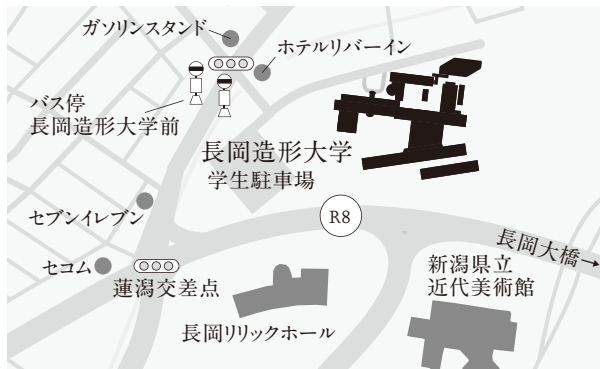 ガソリンスタンド
ホテルリバーイン
バス停
長岡造形大学前
長岡造形大学
学生駐車場
セブンイレブン
R8
長岡大橋→
セコム
蓮潟交差点
新潟県立
近代美術館
長岡リリックホール